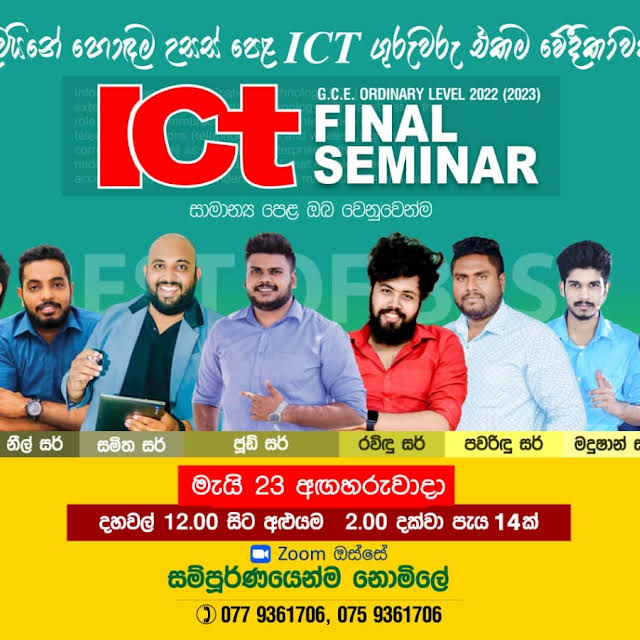 හොඳම උසස් පෙළ ICT ගුරුවරු එකම
G.C.E. ORDINARY LEVEL 2022 (2023)
ICt FINAL
SEMINAR
සාමාන්‍ය පෙළ ඔබ වෙනුවෙන්ම
නීල් සර් සමිත සර් ජූඩ් සර් රවිඳු සර් පවරිඳු සර් මදුෂාන්
මැයි 23 අඟහරුවාදා
දහවල් 12.00 සිට අළුයම 2.00 දක්වා පැය 14ක්
Zoom ඔස්සේ
සම්පූර්ණයෙන්ම නොමිලේ
077 9361706, 075 9361706